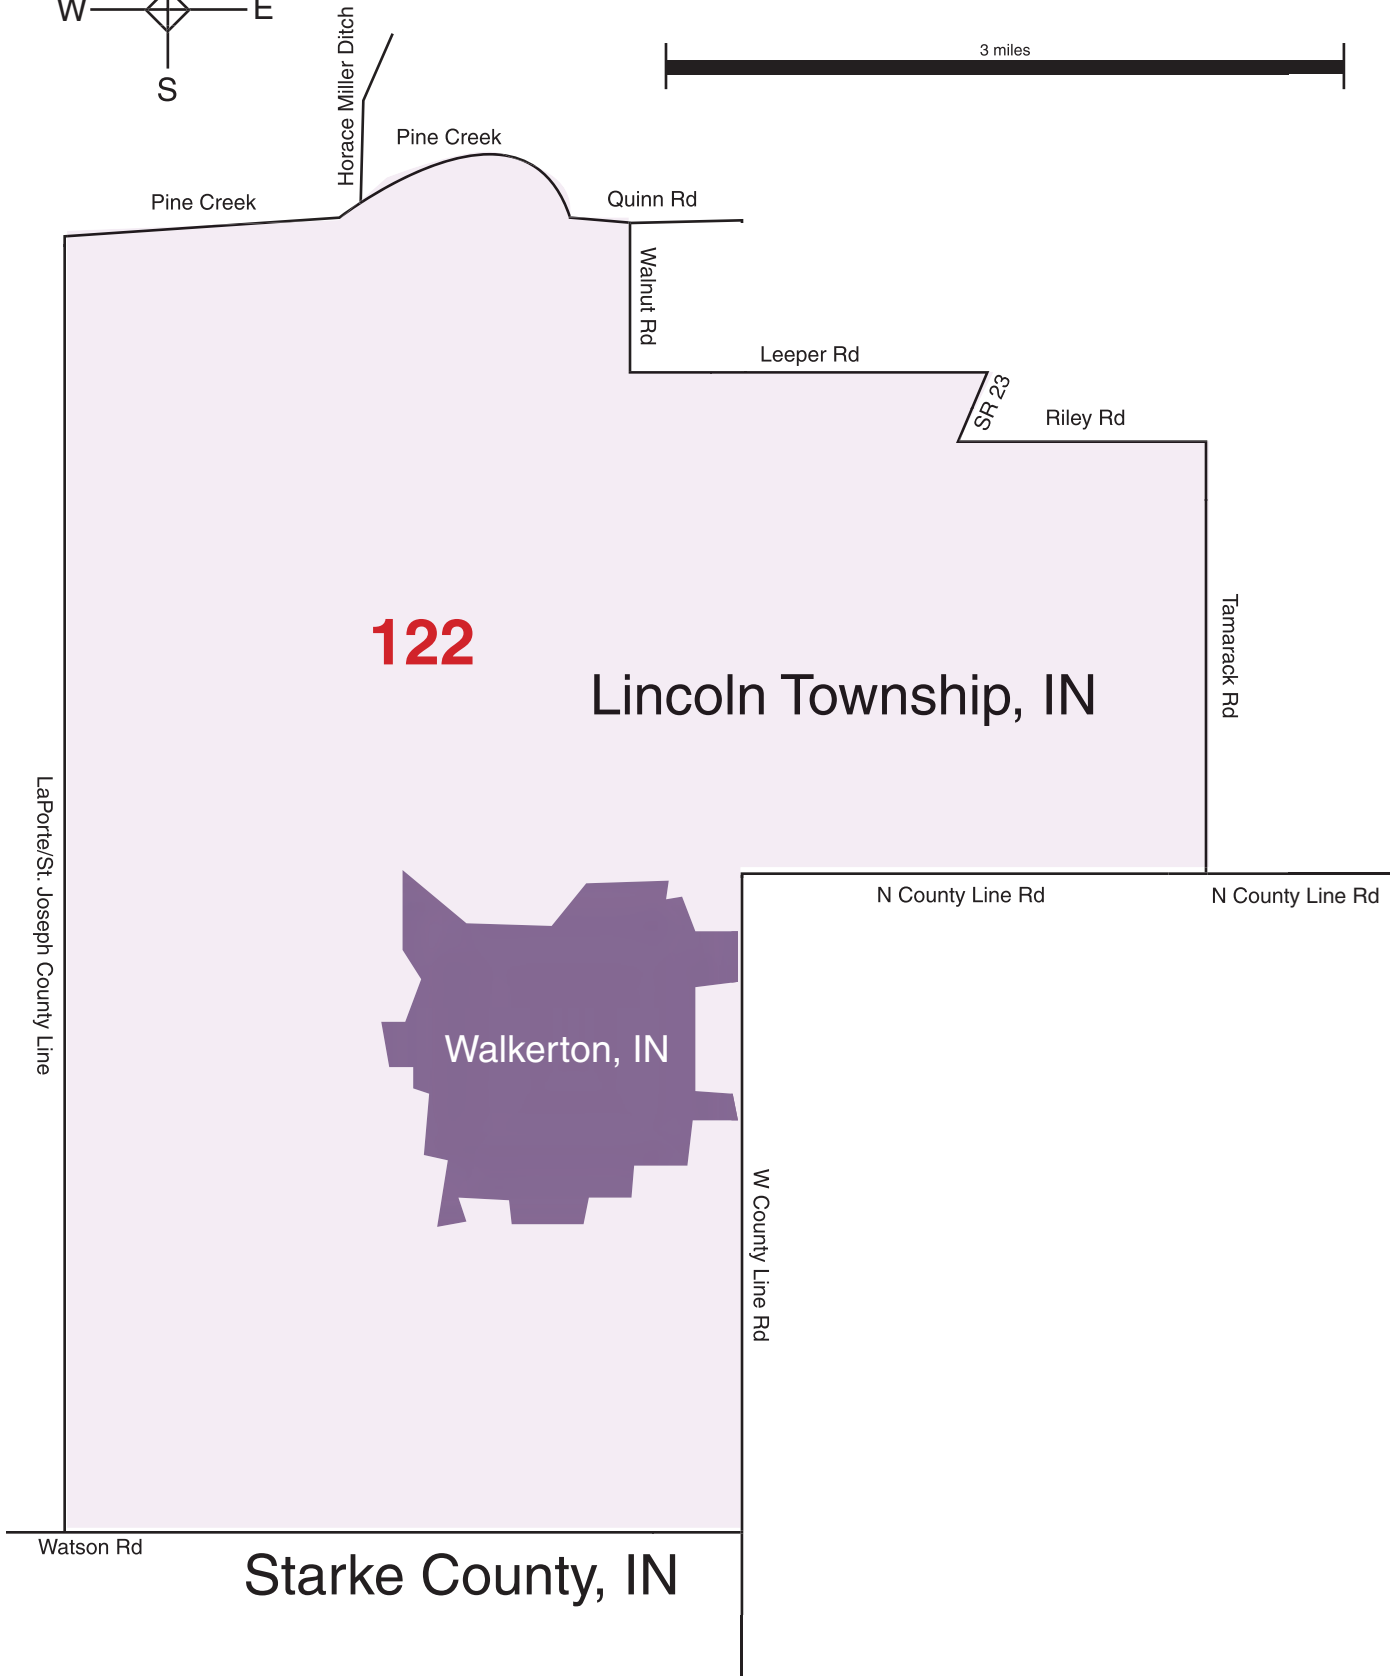 W
E
S
3 miles
Horace Miller Ditch
Pine Creek
Pine Creek
Quinn Rd
Walnut Rd
Leeper Rd
SR 23
Riley Rd
Tamarack Rd
122
Lincoln Township, IN
LaPorte/St. Joseph County Line
N County Line Rd
N County Line Rd
Walkerton, IN
W County Line Rd
Watson Rd
Starke County, IN